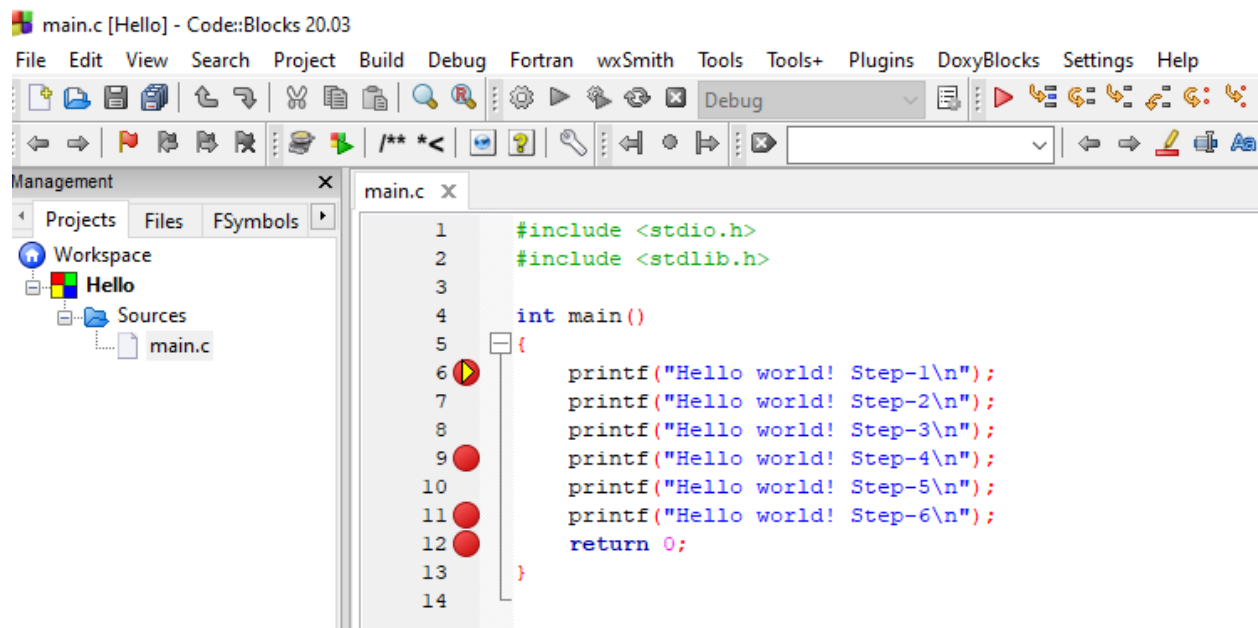 main.c [Hello] - Code::Blocks 20.03
File Edit View Search Project Build Debug Fortran wxSmith Tools Tools+ Plugins DoxyBlocks Settings Help
Debug
/** *<
Management
main.c
Projects Files FSymbols
Workspace
Hello
Sources
main.c
1 #include <stdio.h>
2 #include <stdlib.h>
3
4 int main()
5 {
6 printf("Hello world! Step-1\n");
7 printf("Hello world! Step-2\n");
8 printf("Hello world! Step-3\n");
9 printf("Hello world! Step-4\n");
10 printf("Hello world! Step-5\n");
11 printf("Hello world! Step-6\n");
12 return 0;
13 }
14